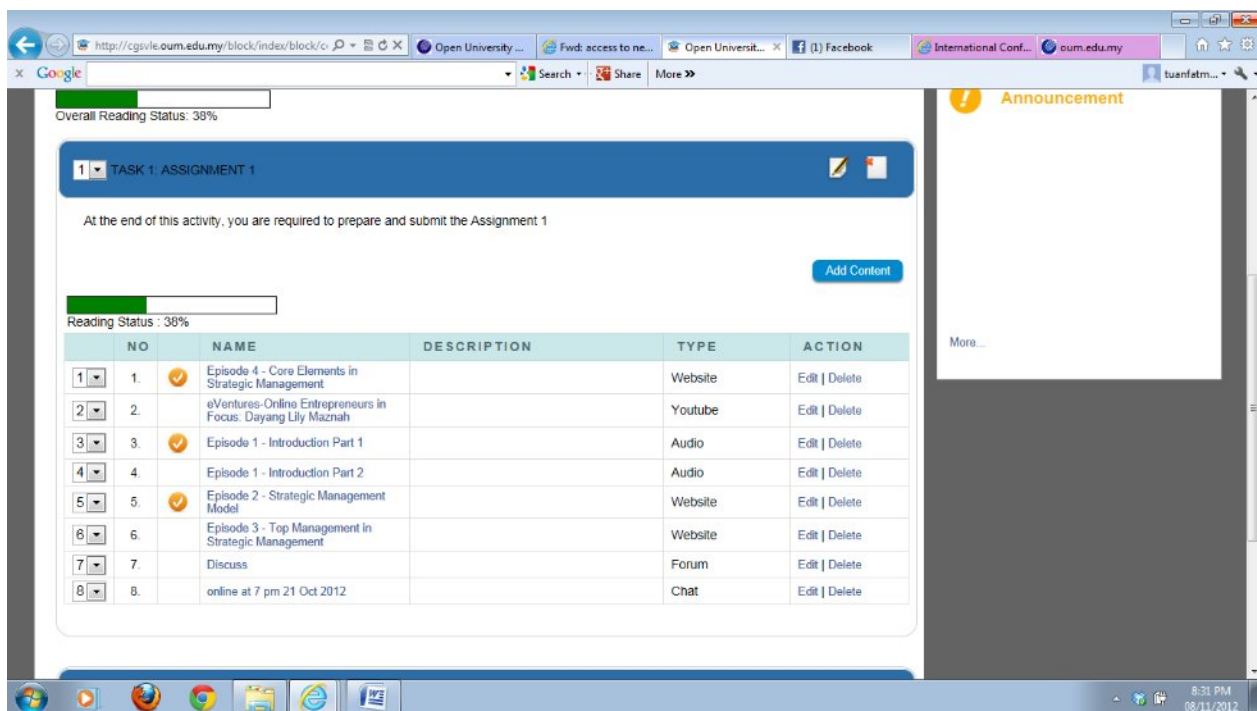 http://cgsvle.oum.edu.my/block/index/block/c
Open University ...
Fwd: access to ne...
Open Universit...
(1) Facebook
International Conf...
oum.edu.my
x Google
Search
Share
More »
tuanfatm...
Overall Reading Status: 38%
Announcement
1 TASK 1: ASSIGNMENT 1
At the end of this activity, you are required to prepare and submit the Assignment 1
Add Content
Reading Status : 38%
More...
NO NAME DESCRIPTION TYPE ACTION
1 1. Episode 4 - Core Elements in
Strategic Management Website Edit | Delete
2 2. eVentures-Online Entrepreneurs in
Focus: Dayang Lily Maznah Youtube Edit | Delete
3 3. Episode 1 - Introduction Part 1 Audio Edit | Delete
4 4. Episode 1 - Introduction Part 2 Audio Edit | Delete
5 5. Episode 2 - Strategic Management
Model Website Edit | Delete
6 6. Episode 3 - Top Management in
Strategic Management Website Edit | Delete
7 7. Discuss Forum Edit | Delete
8 8. online at 7 pm 21 Oct 2012 Chat Edit | Delete
8:31 PM
08/11/2012